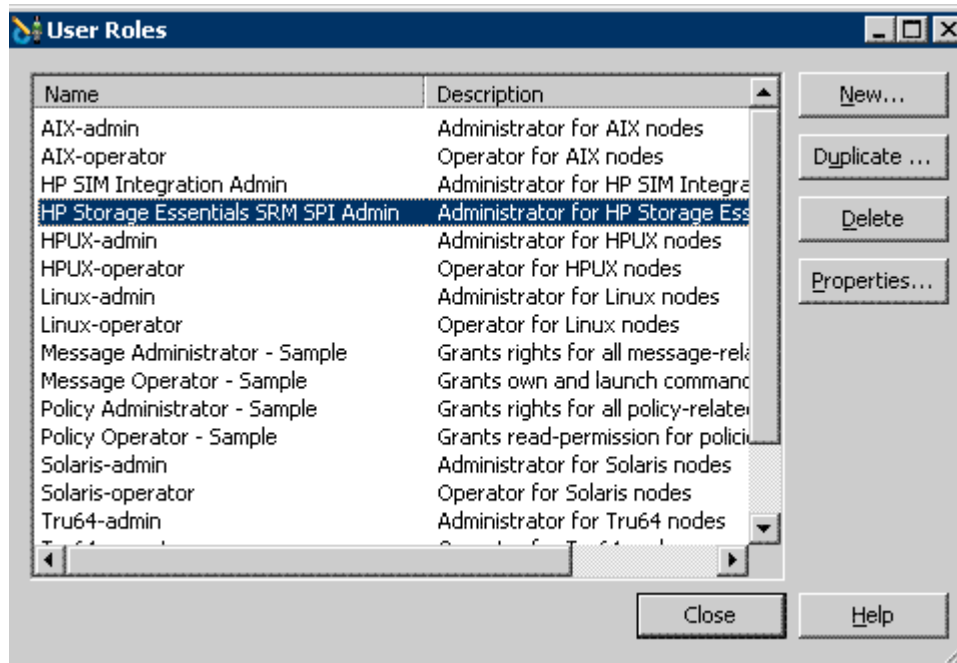 User Roles
Name Description
AIX-admin Administrator for AIX nodes
AIX-operator Operator for AIX nodes
HP SIM Integration Admin Administrator for HP SIM Integra
HP Storage Essentials SRM SPI Admin Administrator for HP Storage Ess
HPUX-admin Administrator for HPUX nodes
HPUX-operator Operator for HPUX nodes
Linux-admin Administrator for Linux nodes
Linux-operator Operator for Linux nodes
Message Administrator - Sample Grants rights for all message-rela
Message Operator - Sample Grants own and launch command
Policy Administrator - Sample Grants rights for all policy-related
Policy Operator - Sample Grants read-permission for policie
Solaris-admin Administrator for Solaris nodes
Solaris-operator Operator for Solaris nodes
Tru64-admin Administrator for Tru64 nodes
New...
Duplicate ...
Delete
Properties...
Close Help